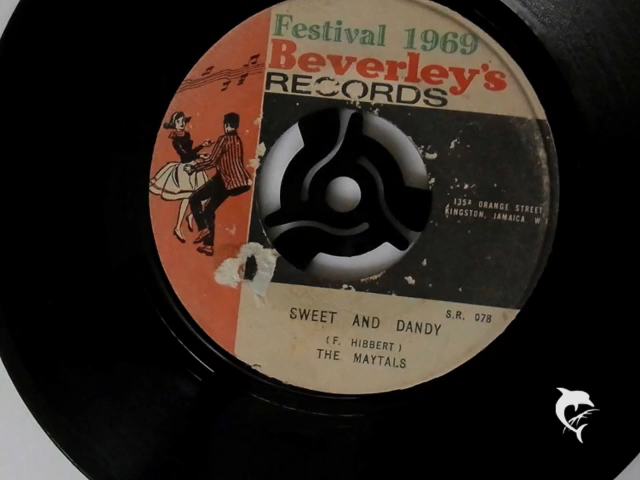 Festival 1969
Beverley's
RECORDS
135A ORANGE STREET
KINGSTON, JAMAICA W
SWEET AND DANDY
S.R. 078
(F. HIBBERT)
THE MAYTALS